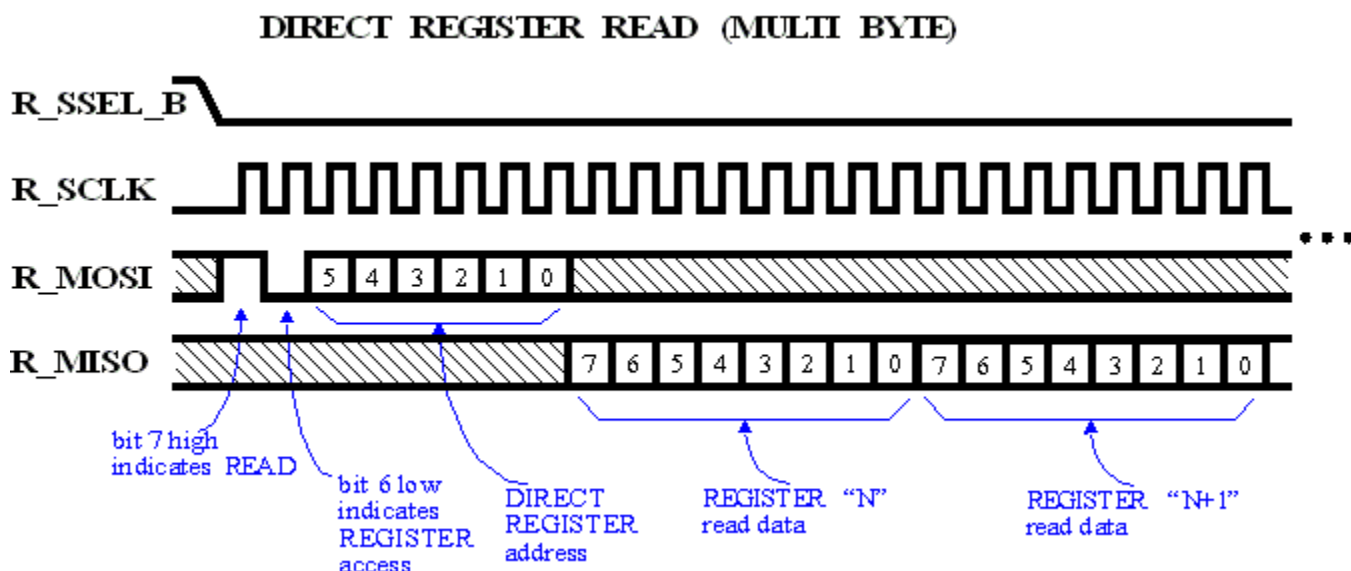 DIRECT REGISTER READ (MULTI BYTE)
R_SSEL_B
R_SCLK
R_MOSI
5 4 3 2 1 0
R_MISO
7 6 5 4 3 2 1 0 7 6 5 4 3 2 1 0
bit 7 high
indicates READ
bit 6 low
indicates
REGISTER
access
DIRECT
REGISTER
address
REGISTER “N”
read data
REGISTER “N+1”
read data